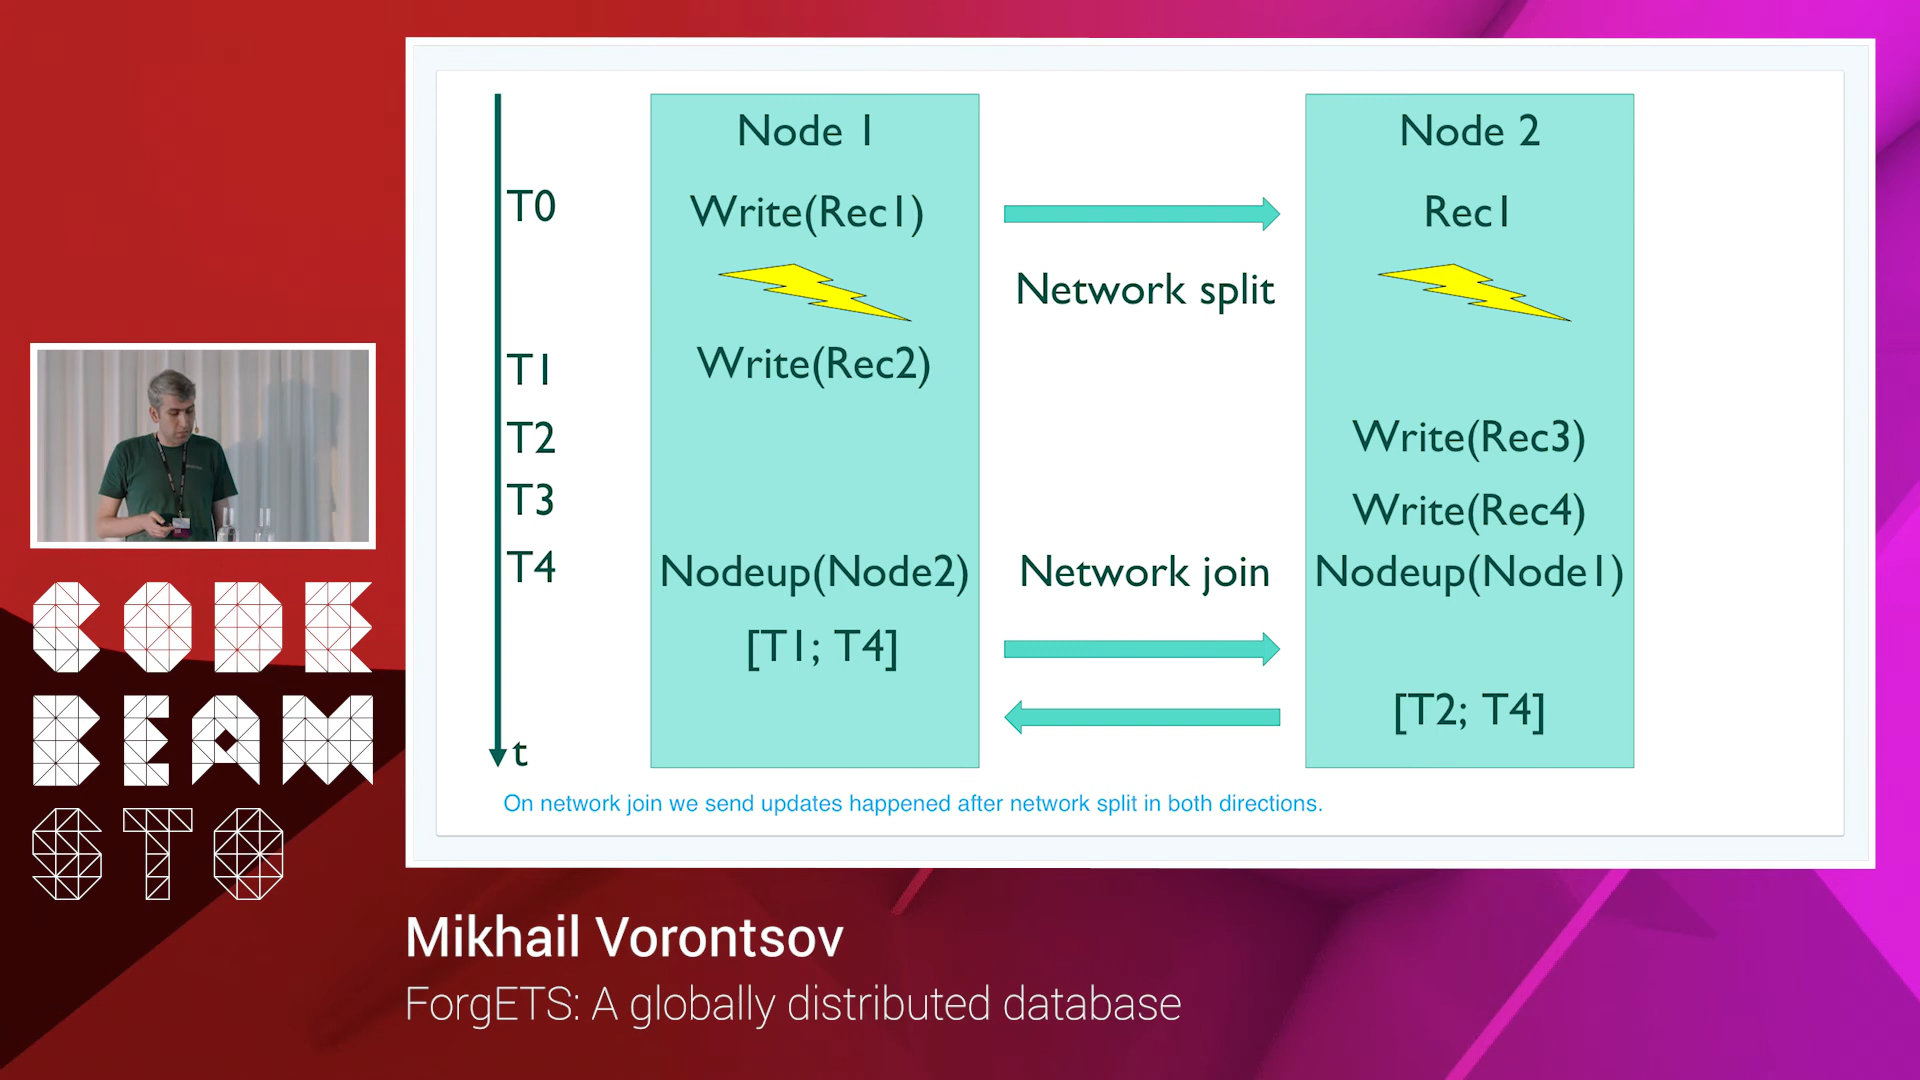 Node 1
Node 2
T0
Write(Rec1)
Rec1
Network split
T1
Write(Rec2)
T2
Write(Rec3)
T3
Write(Rec4)
T4
Nodeup(Node2)
Network join
Nodeup(Node1)
[T1; T4]
[T2; T4]
t
On network join we send updates happened after network split in both directions.
CODE
BEAM
STO
Mikhail Vorontsov
ForgETS: A globally distributed database